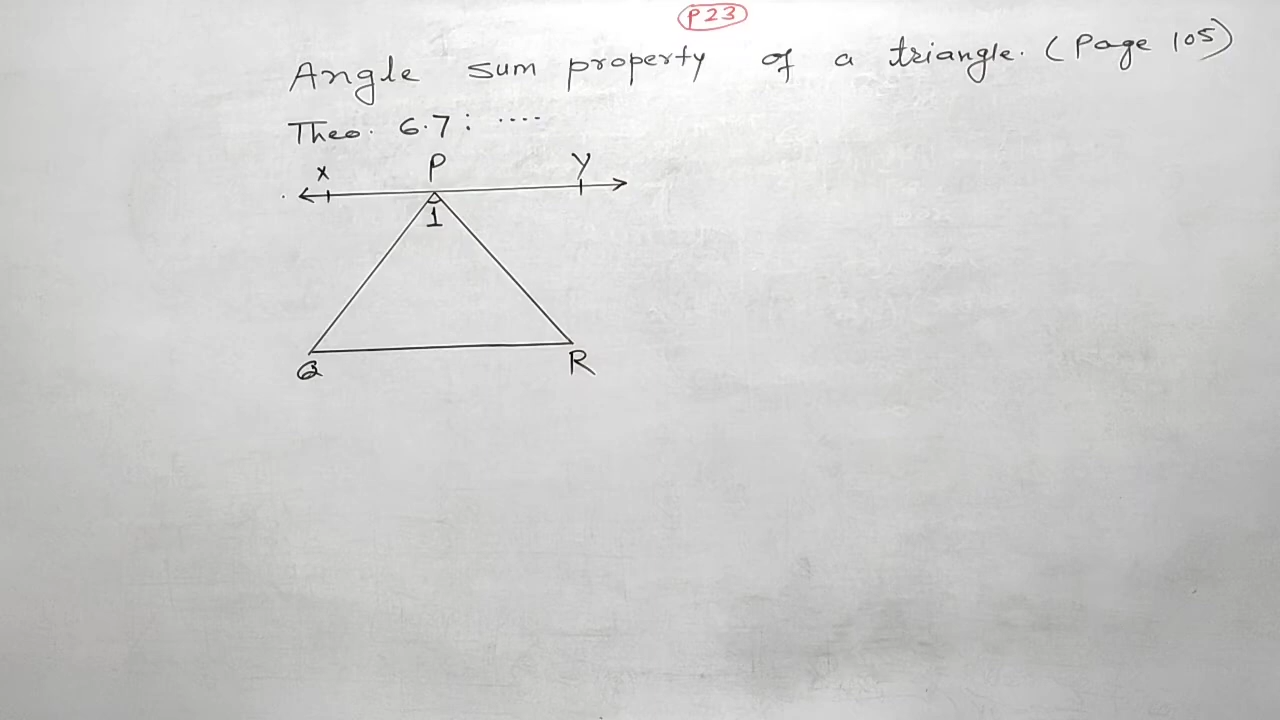 P23
Angle sum property of a triangle. (Page 105)
Theo. 6.7: ....
x P y
1
Q R